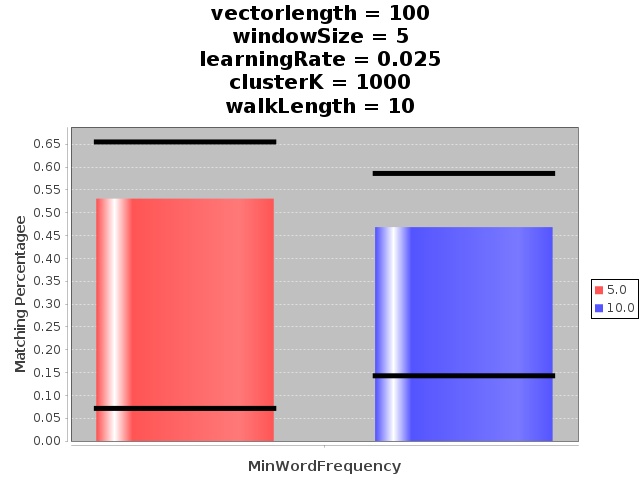 vectorlength = 100
windowSize = 5
learningRate = 0.025
clusterK = 1000
walkLength = 10
Matching Percentagee
0.65
0.60
0.55
0.50
0.45
0.40
0.35
0.30
0.25
0.20
0.15
0.10
0.05
0.00
5.0
10.0
MinWordFrequency